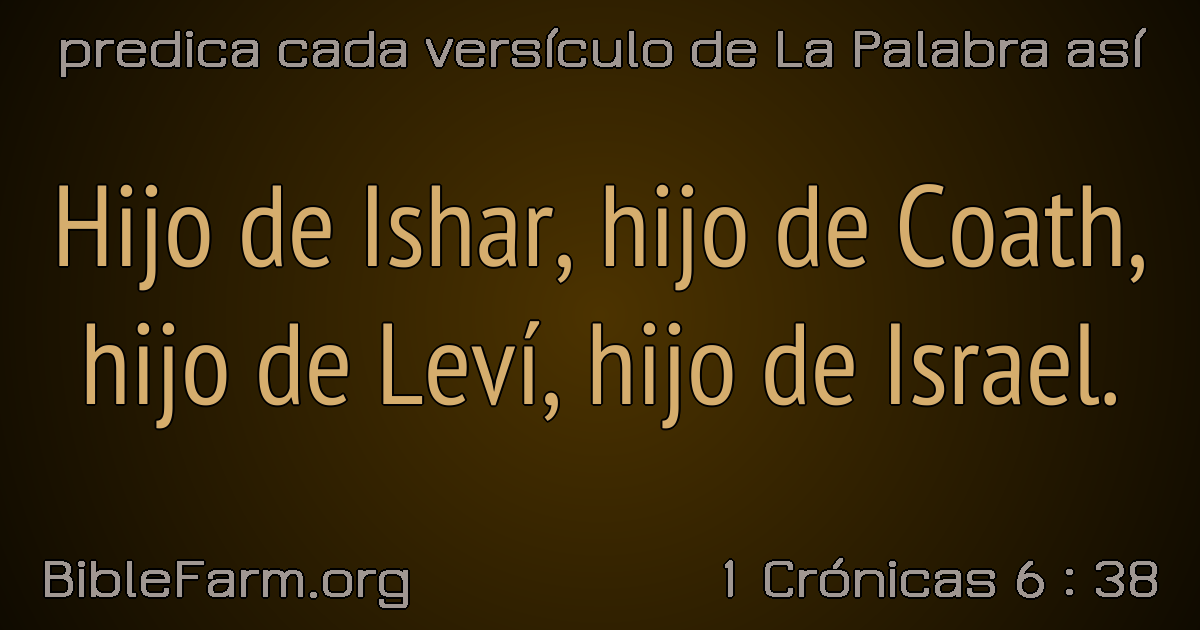 predica cada versículo de La Palabra así
Hijo de Ishar, hijo de Coath,
hijo de Leví, hijo de Israel.
BibleFarm.org
1 Crónicas 6 : 38